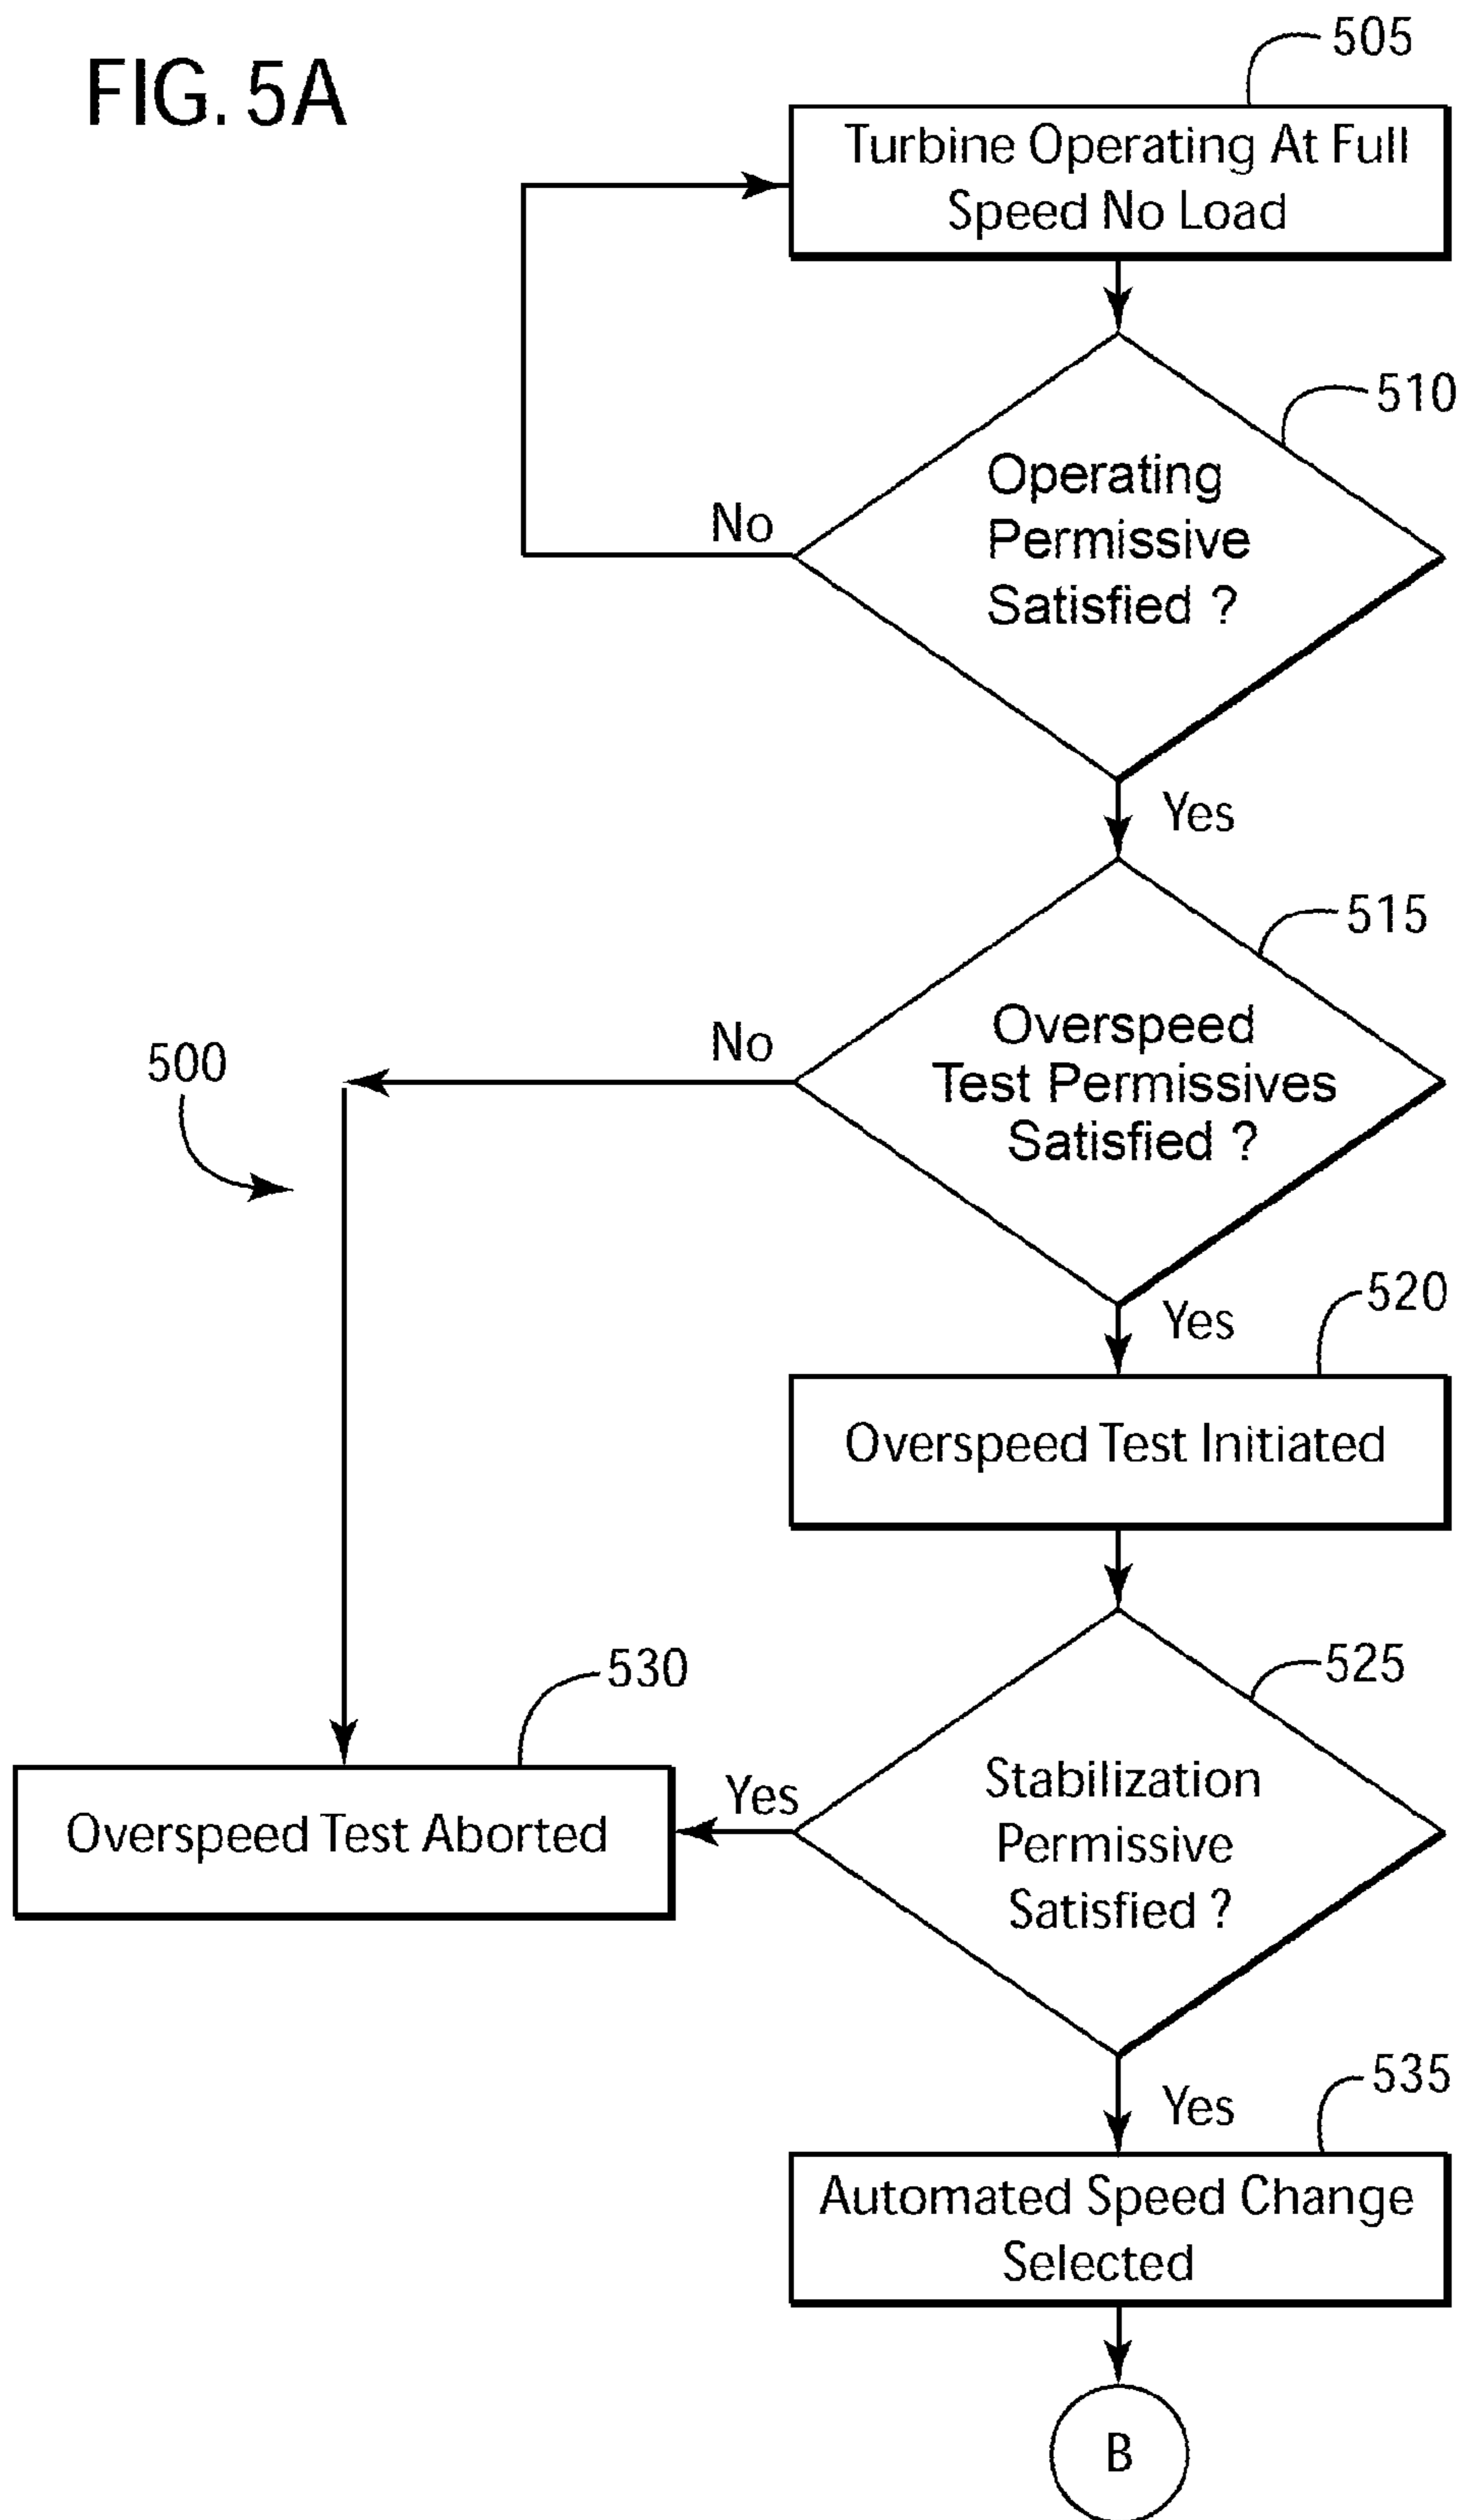 FIG. 5A
505
Turbine Operating At Full
Speed No Load
510
Operating
Permissive
Satisfied ?
No
Yes
515
Overspeed
Test Permissives
Satisfied ?
No
500
Yes
520
Overspeed Test Initiated
525
Stabilization
Permissive
Satisfied ?
530
Yes
Overspeed Test Aborted
Yes
535
Automated Speed Change
Selected
B